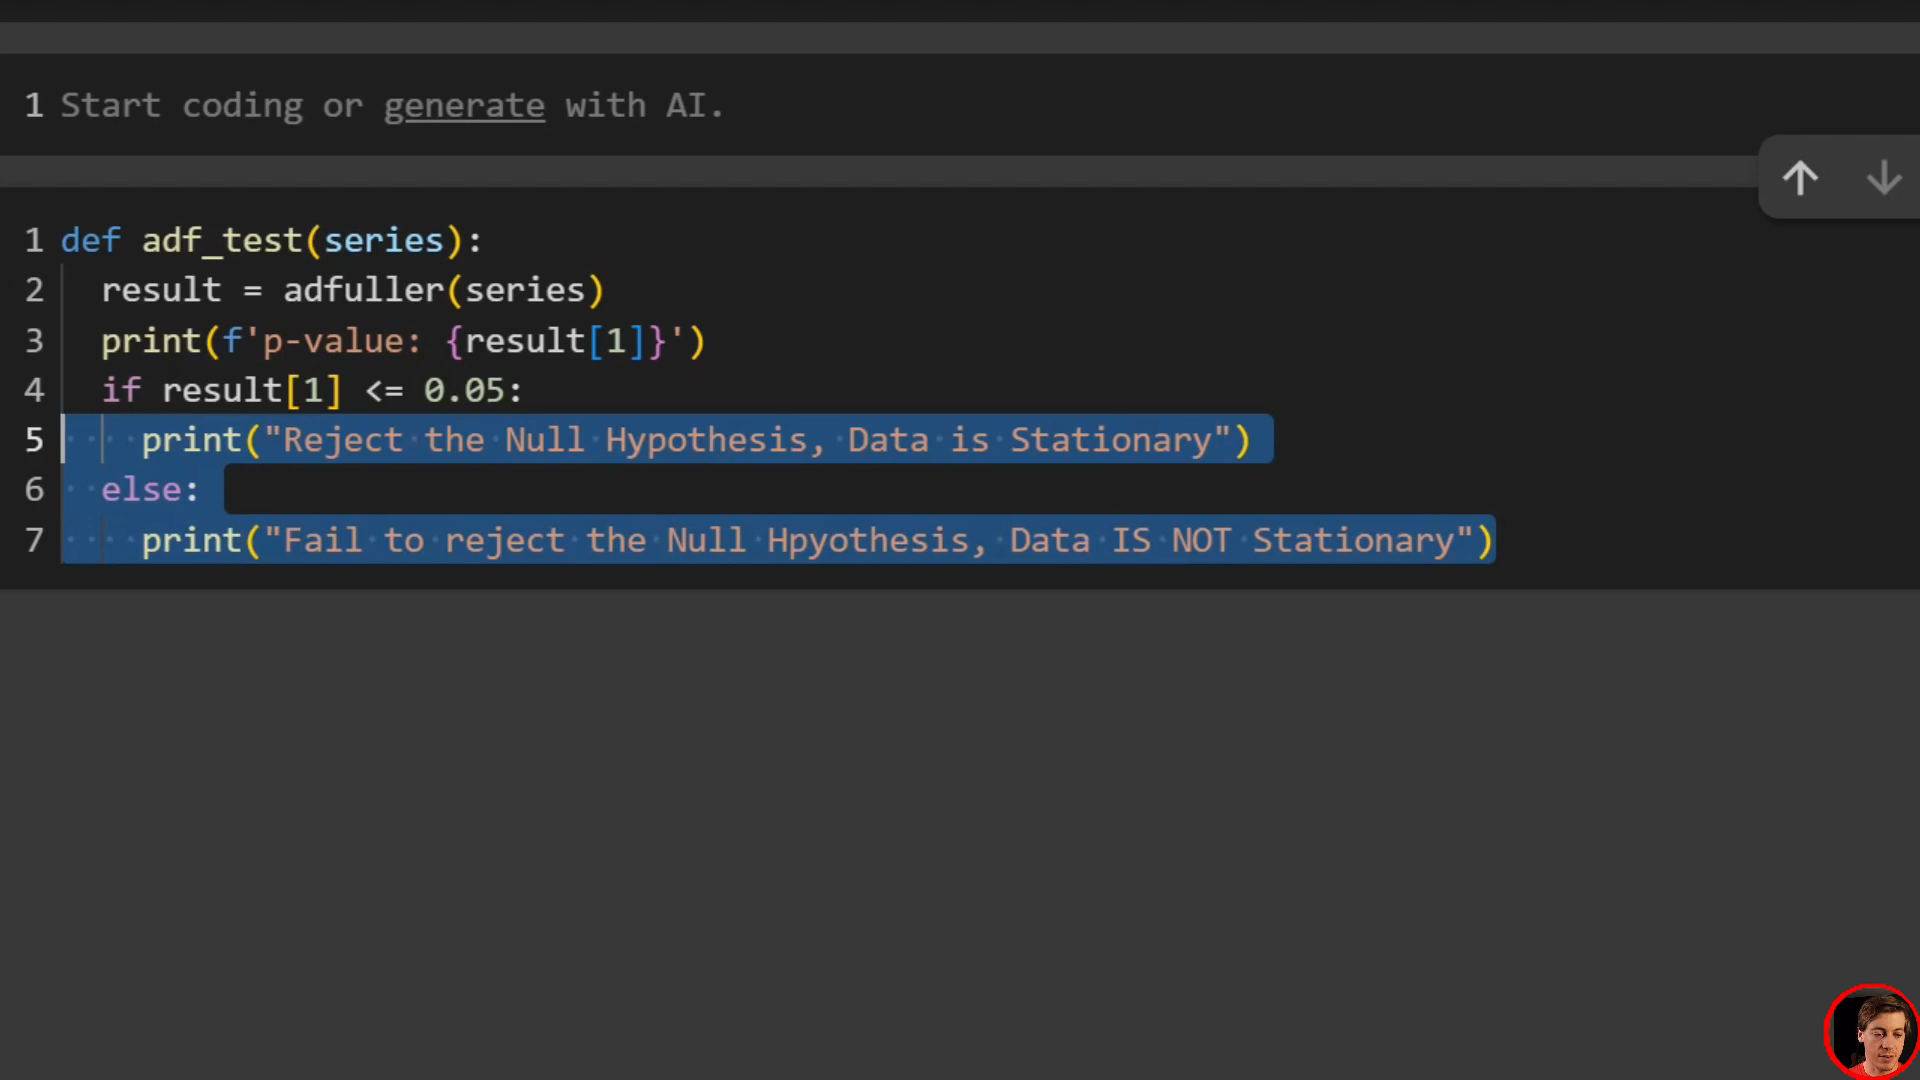 1 Start coding or generate with AI.
1 def adf_test(series):
2 result = adfuller(series)
3 print(f'p-value: {result[1]}')
4 if result[1] <= 0.05:
5 print("Reject the Null Hypothesis, Data is Stationary")
6 else:
7 print("Fail to reject the Null Hpyothesis, Data IS NOT Stationary")